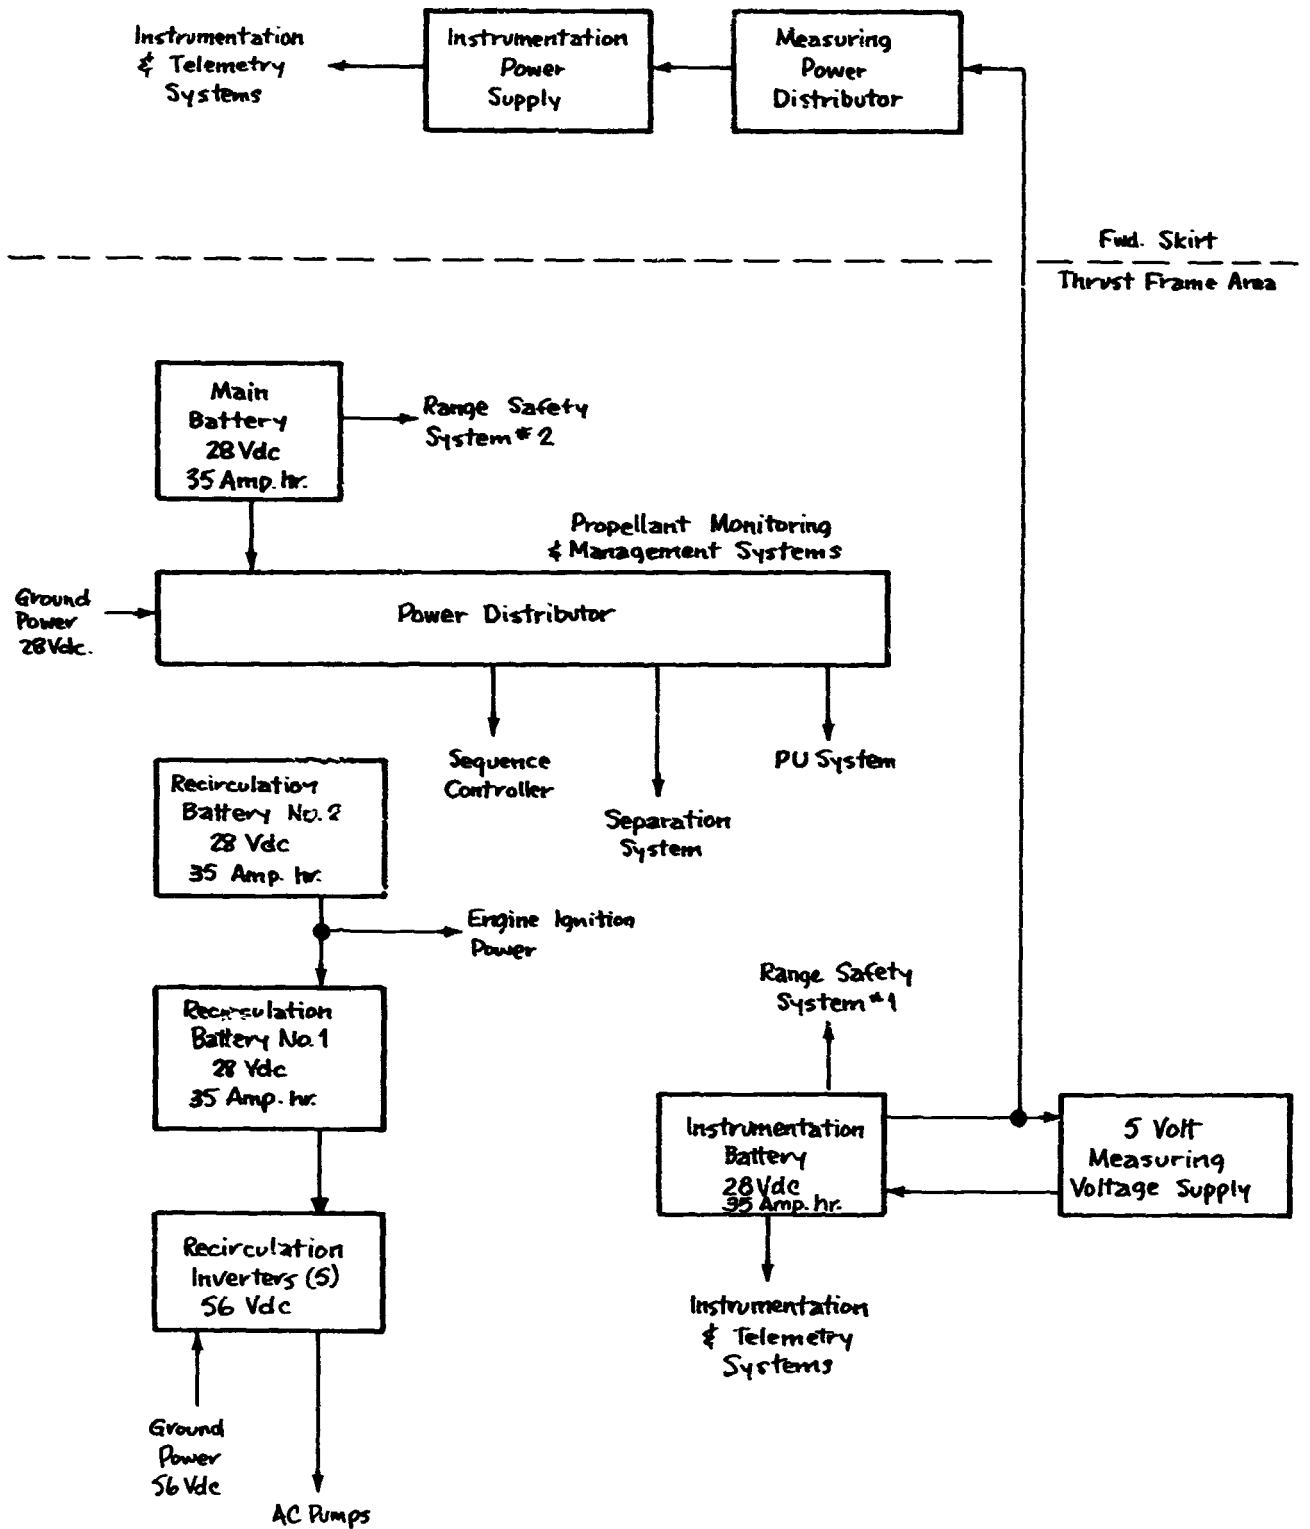 Instrumentation
& Telemetry
Systems
Instrumentation
Power
Supply
Measuring
Power
Distributor
Fwd. Skirt
Thrust Frame Area
Main
Battery
28 Vdc
35 Amp. hr.
Range Safety
System #2
Propellant Monitoring
& Management Systems
Ground
Power
28 Vdc.
Power Distributor
Sequence
Controller
Separation
System
PU System
Recirculation
Battery No. 2
28 Vdc
35 Amp. hr.
Engine Ignition
Power
Recirculation
Battery No. 1
28 Vdc
35 Amp. hr.
Range Safety
System #1
Instrumentation
Battery
28 Vdc
35 Amp. hr.
5 Volt
Measuring
Voltage Supply
Recirculation
Inverters (5)
56 Vdc
Instrumentation
& Telemetry
Systems
Ground
Power
56 Vdc
AC Pumps